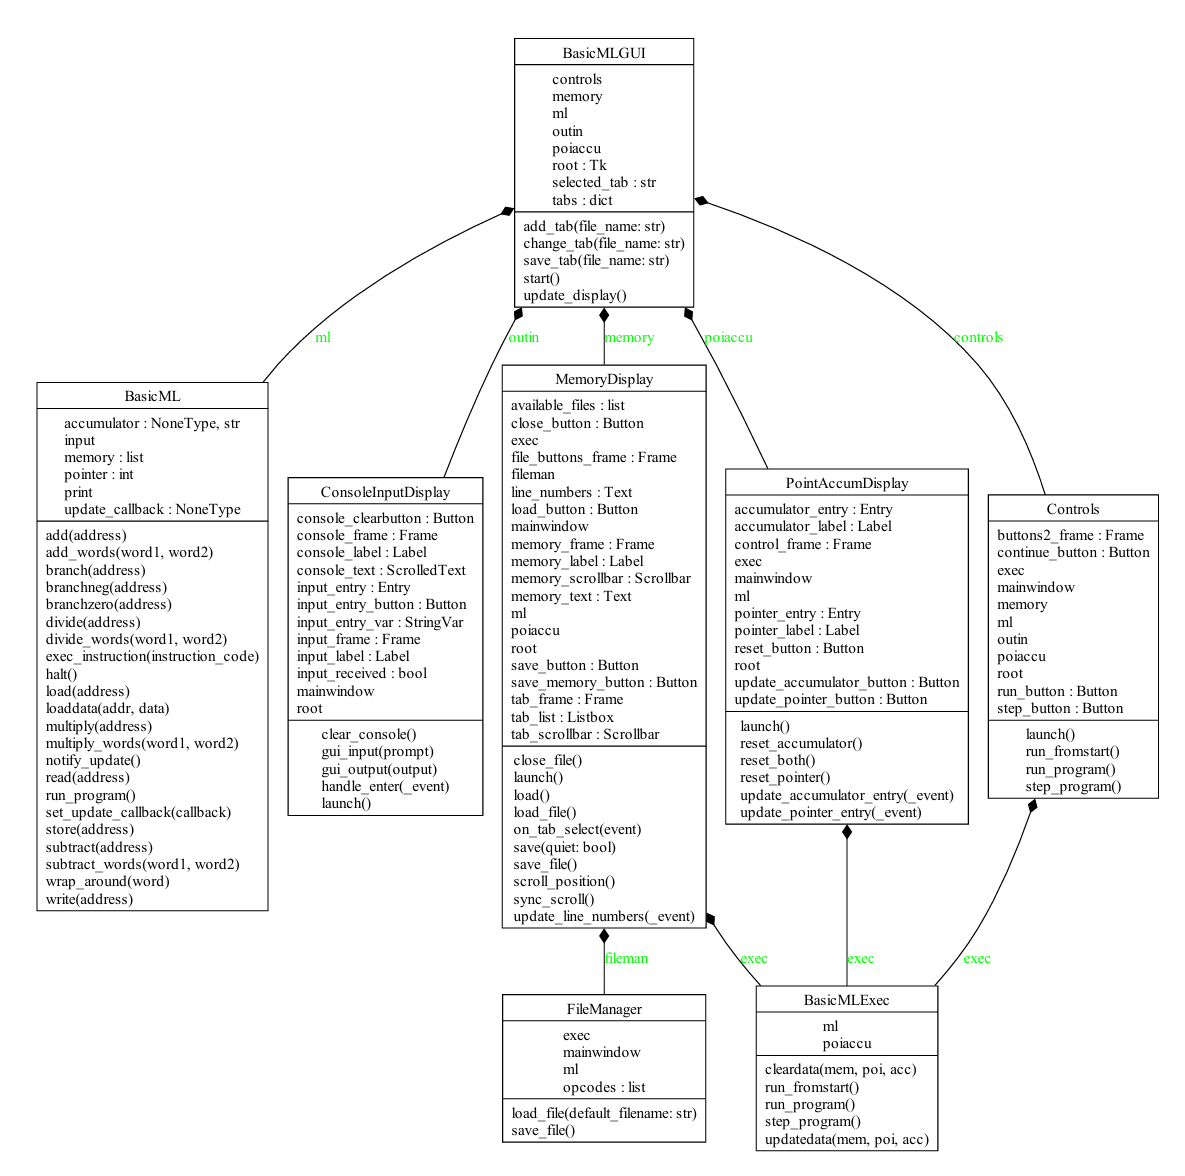 BasicMLGUI
controls
memory
ml
outin
poiaccu
root : Tk
selected_tab : str
tabs : dict
add_tab(file_name: str)
change_tab(file_name: str)
save_tab(file_name: str)
start()
update_display()
ml
outin
memory
poiaccu
controls
BasicML
accumulator : NoneType, str
input
memory : list
pointer : int
print
update_callback : NoneType
add(address)
add_words(word1, word2)
branch(address)
branchneg(address)
branchzero(address)
divide(address)
divide_words(word1, word2)
exec_instruction(instruction_code)
halt()
load(address)
loaddata(addr, data)
multiply(address)
multiply_words(word1, word2)
notify_update()
read(address)
run_program()
set_update_callback(callback)
store(address)
subtract(address)
subtract_words(word1, word2)
wrap_around(word)
write(address)
ConsoleInputDisplay
console_clearbutton : Button
console_frame : Frame
console_label : Label
console_text : ScrolledText
input_entry : Entry
input_entry_button : Button
input_entry_var : StringVar
input_frame : Frame
input_label : Label
input_received : bool
mainwindow
root
clear_console()
gui_input(prompt)
gui_output(output)
handle_enter(_event)
launch()
MemoryDisplay
available_files : list
close_button : Button
exec
file_buttons_frame : Frame
fileman
line_numbers : Text
load_button : Button
mainwindow
memory_frame : Frame
memory_label : Label
memory_scrollbar : Scrollbar
memory_text : Text
ml
poiaccu
root
save_button : Button
save_memory_button : Button
tab_frame : Frame
tab_list : Listbox
tab_scrollbar : Scrollbar
close_file()
launch()
load()
load_file()
on_tab_select(event)
save(quiet: bool)
save_file()
scroll_position()
sync_scroll()
update_line_numbers(_event)
PointAccumDisplay
accumulator_entry : Entry
accumulator_label : Label
control_frame : Frame
exec
mainwindow
ml
pointer_entry : Entry
pointer_label : Label
reset_button : Button
root
update_accumulator_button : Button
update_pointer_button : Button
launch()
reset_accumulator()
reset_both()
reset_pointer()
update_accumulator_entry(_event)
update_pointer_entry(_event)
Controls
buttons2_frame : Frame
continue_button : Button
exec
mainwindow
memory
ml
outin
poiaccu
root
run_button : Button
step_button : Button
launch()
run_fromstart()
run_program()
step_program()
fileman
exec
exec
exec
FileManager
exec
mainwindow
ml
opcodes : list
load_file(default_filename: str)
save_file()
BasicMLExec
ml
poiaccu
cleardata(mem, poi, acc)
run_fromstart()
run_program()
step_program()
updatedata(mem, poi, acc)